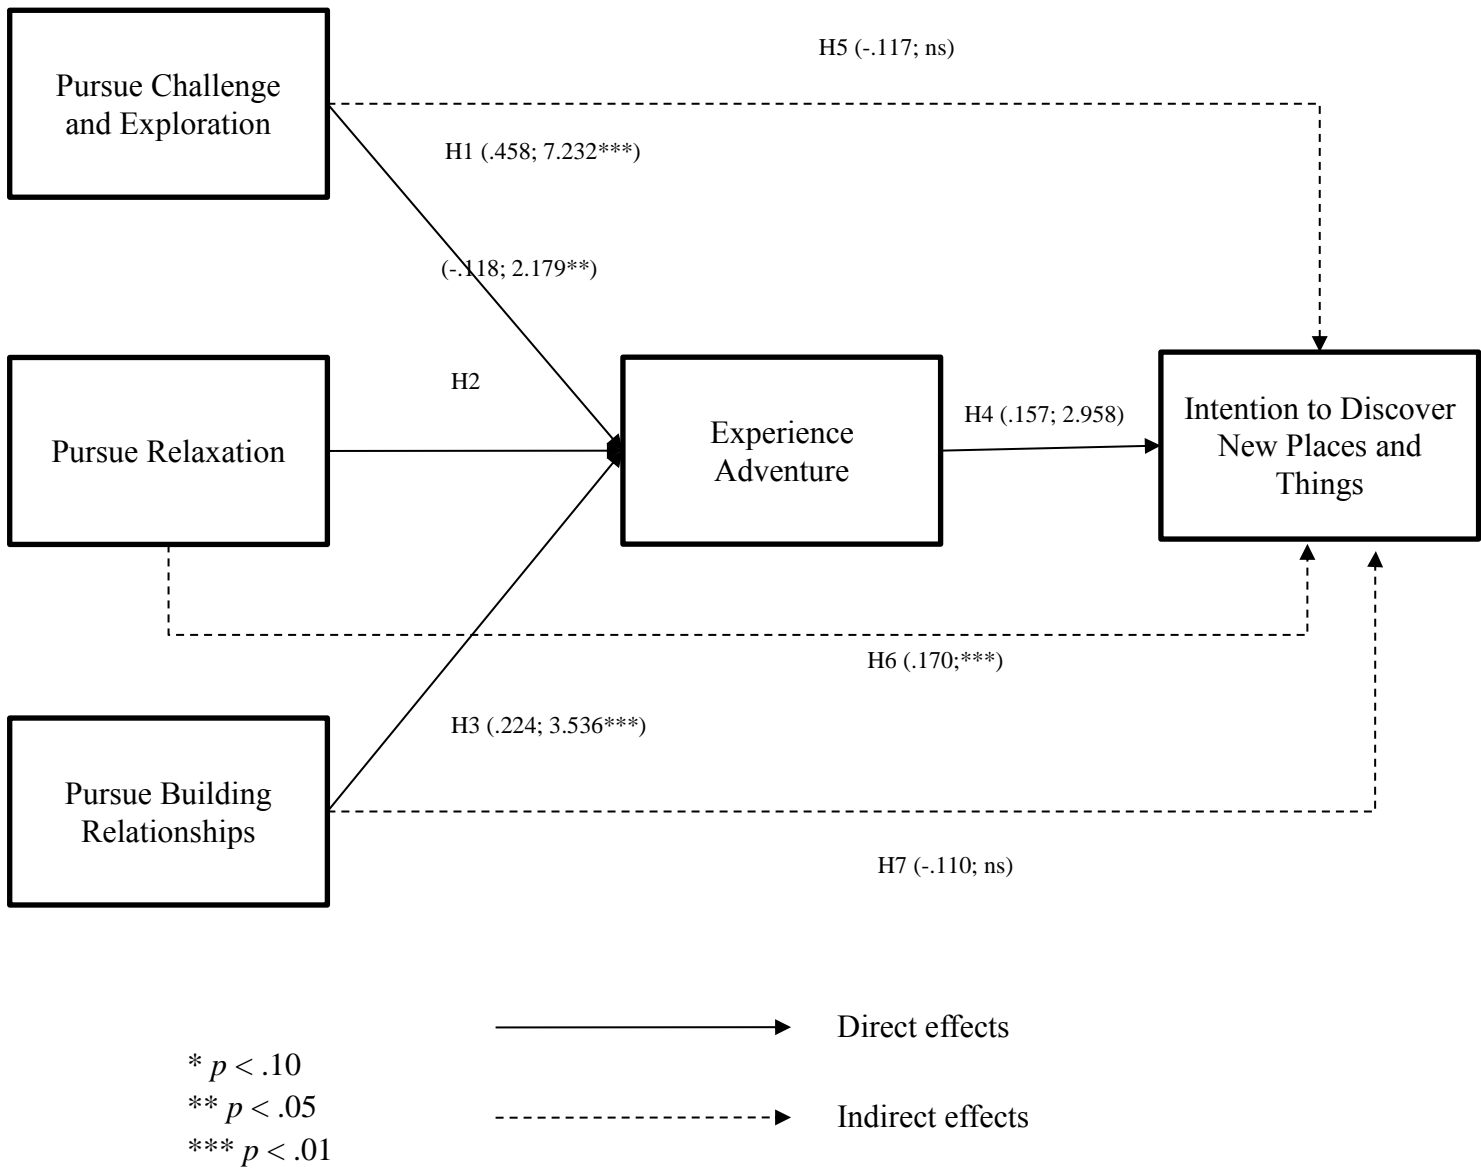 H5 (-.117; ns)
Pursue Challenge
and Exploration
H1 (.458; 7.232***)
(-.118; 2.179**)
H2
Pursue Relaxation
Experience
Adventure
H4 (.157; 2.958)
Intention to Discover
New Places and
Things
H6 (.170;***)
H3 (.224; 3.536***)
Pursue Building
Relationships
H7 (-.110; ns)
Direct effects
* p < .10
** p < .05
*** p < .01
Indirect effects